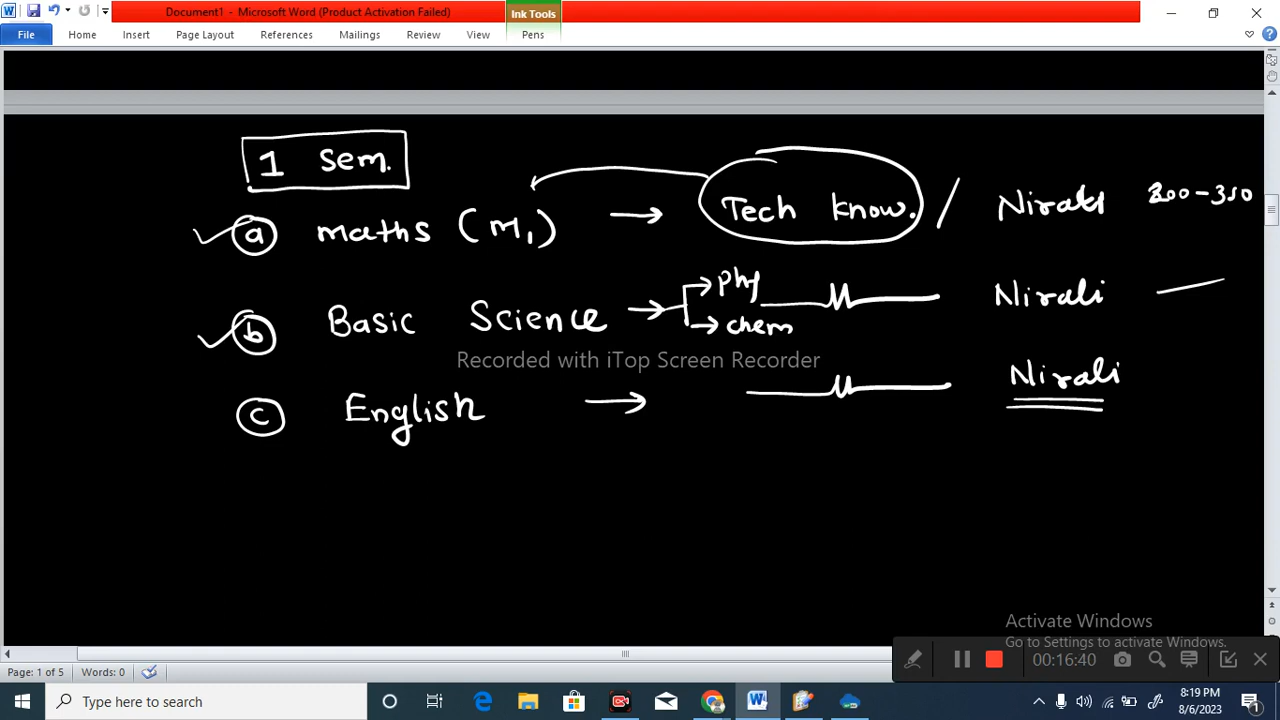 Document1 - Microsoft Word (Product Activation Failed)
Ink Tools
File Home Insert Page Layout References Mailings Review View Pens
1 Sem.
a maths (M1) → Tech know. / Nirali 300-350
b Basic Science → phy chem Nirali
Recorded with iTop Screen Recorder
c English → Nirali
Activate Windows
Go to Settings to activate Windows.
00:16:40
Page: 1 of 5 Words: 0
Type here to search
8:19 PM
8/6/2023